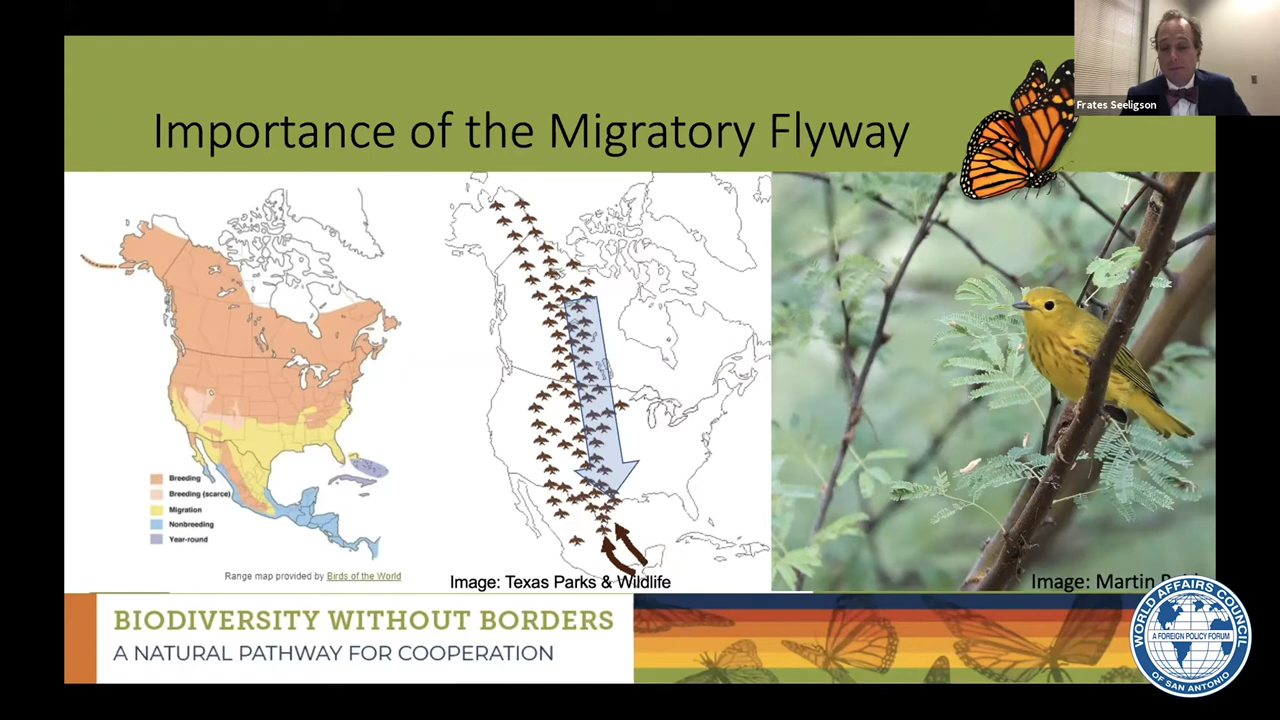 Frates Seeligson
Importance of the Migratory Flyway
Breeding
Breeding (scarce)
Migration
Nonbreeding
Year-round
Range map provided by Birds of the World
Image: Texas Parks & Wildlife
Image: Martin
BIODIVERSITY WITHOUT BORDERS
A NATURAL PATHWAY FOR COOPERATION
WORLD AFFAIRS COUNCIL
A FOREIGN POLICY FORUM
OF SAN ANTONIO